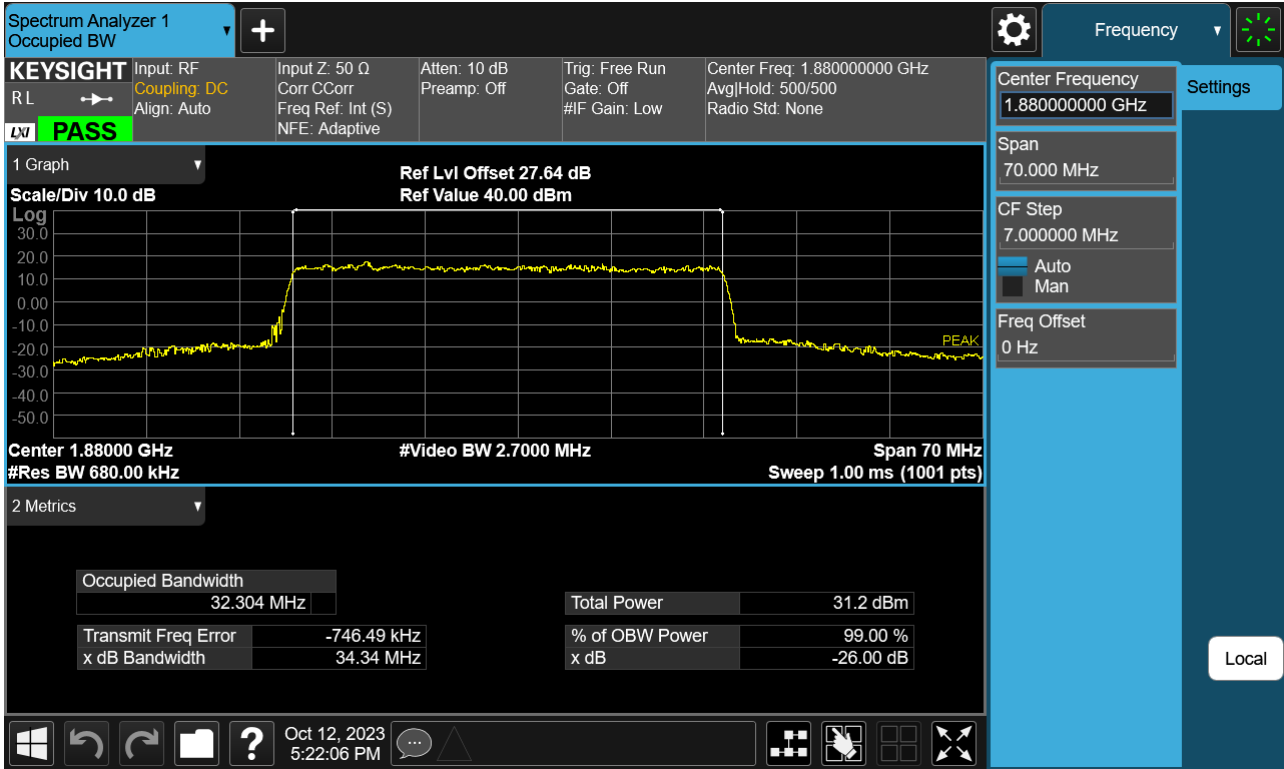 Spectrum Analyzer 1
Occupied BW
Frequency
KEYSIGHT
R L
LXI PASS
Input: RF
Coupling: DC
Align: Auto
Input Z: 50 Ω
Corr CCorr
Freq Ref: Int (S)
NFE: Adaptive
Atten: 10 dB
Preamp: Off
Trig: Free Run
Gate: Off
#IF Gain: Low
Center Freq: 1.880000000 GHz
Avg|Hold: 500/500
Radio Std: None
Center Frequency
1.880000000 GHz
Settings
Span
70.000 MHz
CF Step
7.000000 MHz
Auto
Man
Freq Offset
0 Hz
Local
1 Graph
Scale/Div 10.0 dB
Ref Lvl Offset 27.64 dB
Ref Value 40.00 dBm
Log
30.0
20.0
10.0
0.00
-10.0
-20.0
-30.0
-40.0
-50.0
PEAK
Center 1.88000 GHz
#Video BW 2.7000 MHz
Span 70 MHz
#Res BW 680.00 kHz
Sweep 1.00 ms (1001 pts)
2 Metrics
Occupied Bandwidth
32.304 MHz
Total Power 31.2 dBm
Transmit Freq Error -746.49 kHz
% of OBW Power 99.00 %
x dB Bandwidth 34.34 MHz
x dB -26.00 dB
?
Oct 12, 2023
5:22:06 PM